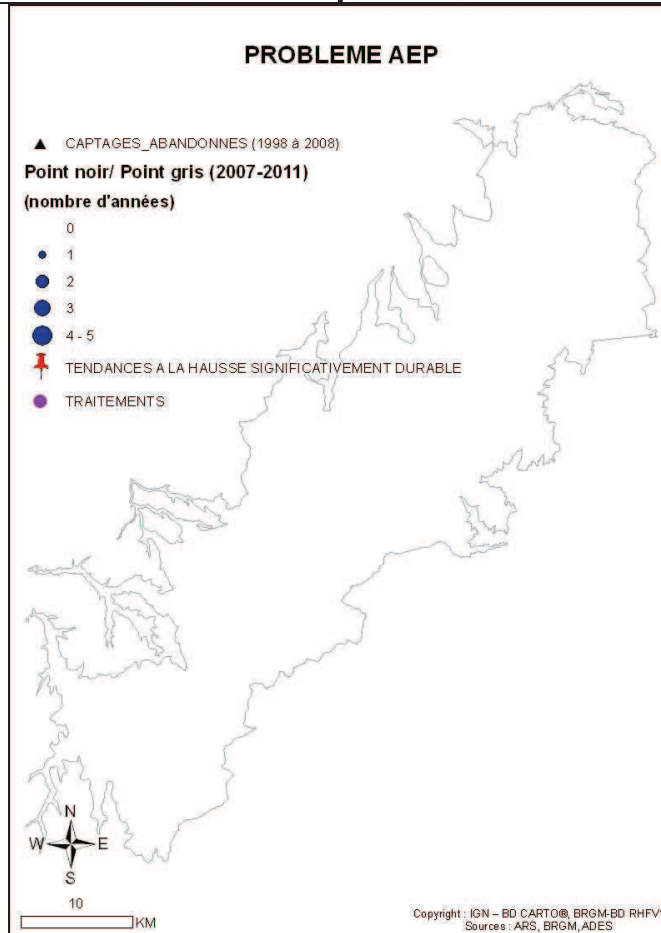 PROBLEME AEP
CAPTAGES_ABANDONNES (1998 à 2008)
Point noir/ Point gris (2007-2011)
(nombre d'années)
0
1
2
3
4 - 5
TENDANCES A LA HAUSSE SIGNIFICATIVEMENT DURABLE
TRAITEMENTS
N
W E
S
10
KM
Copyright : IGN – BD CARTO®, BRGM-BD RHFV
Sources : ARS, BRGM, ADES